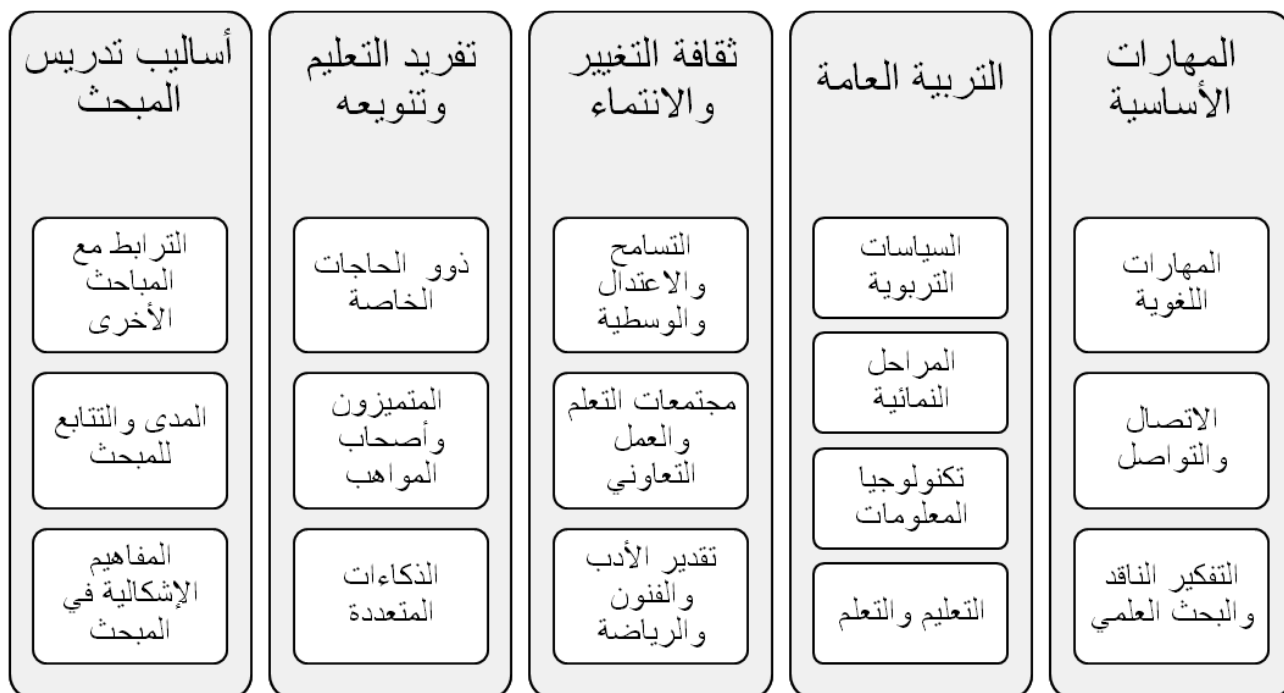 المهارات
الأساسية
المهارات
اللغوية
الاتصال
والتواصل
التفكير الناقد
والبحث العلمي
التربية العامة
السياسات
التربوية
المراحل
النمائية
تكنولوجيا
المعلومات
التعليم والتعلم
ثقافة التغيير
والانتماء
التسامح
والاعتدال
والوسطية
مجتمعات التعلم
والعمل
التعاوني
تقدير الأدب
والفنون
والرياضة
تفريد التعليم
وتنويعه
ذوو الحاجات
الخاصة
المتميزون
وأصحاب
المواهب
الذكاءات
المتعددة
أساليب تدريس
المبحث
الترابط مع
المباحث
الأخرى
المدى والتتابع
للمبحث
المفاهيم
الإشكالية في
المبحث